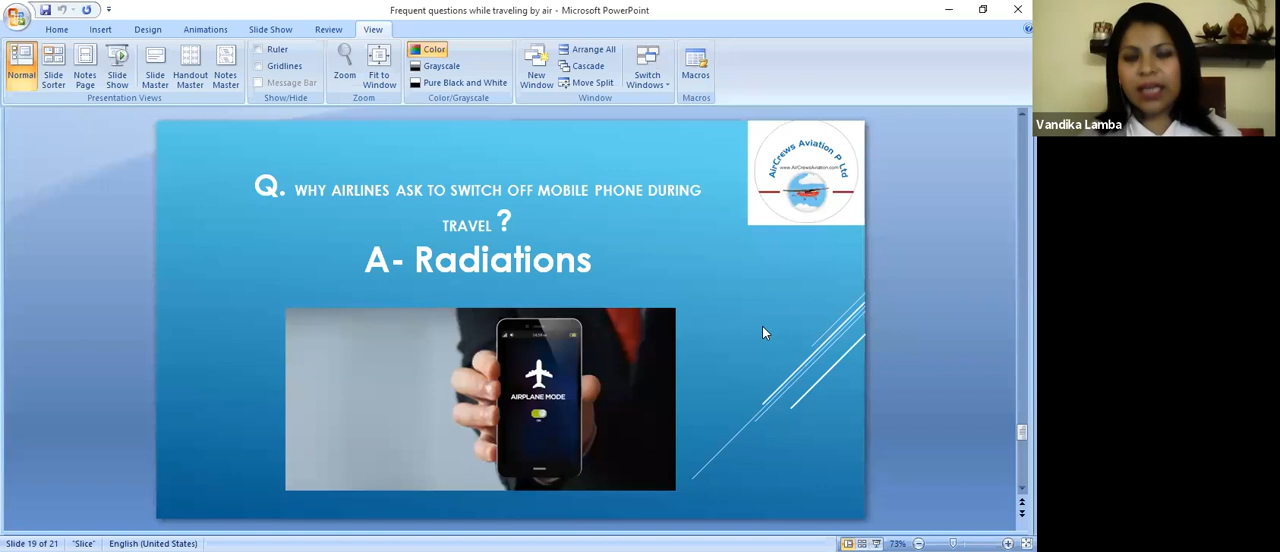 Frequent questions while traveling by air - Microsoft PowerPoint
Home Insert Design Animations Slide Show Review View
Normal Slide Sorter Notes Page Slide Show Slide Master Handout Master Notes Master
Presentation Views
Ruler
Gridlines
Message Bar
Show/Hide
Zoom Fit to Window
Zoom
Color
Grayscale
Pure Black and White
Color/Grayscale
New Window
Arrange All
Cascade
Move Split
Switch Windows
Window
Macros
Macros
Vandika Lamba
AirCrews Aviation P Ltd
www.AirCrewsAviation.com
Q. WHY AIRLINES ASK TO SWITCH OFF MOBILE PHONE DURING
TRAVEL ?
A- Radiations
AIRPLANE MODE
Slide 19 of 21 "Slice" English (United States) 73%